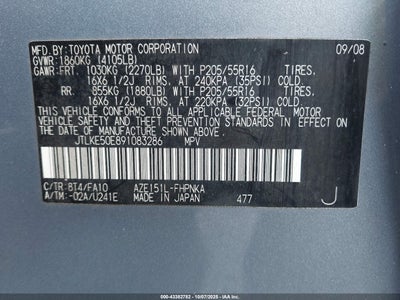 MFD.BY:TOYOTA MOTOR CORPORATION 09/08
GVWR:1860KG (4105LB)
GAWR:FRT. 1030KG (2270LB) WITH P205/55R16 TIRES.
16X6 1/2J RIMS. AT 240KPA (35PSI) COLD.
RR. 855KG (1880LB) WITH P205/55R16 TIRES.
16X6 1/2J RIMS. AT 220KPA (32PSI) COLD.
THIS VEHICLE CONFORMS TO ALL APPLICABLE FEDERAL MOTOR
VEHICLE SAFETY, BUMPER, AND THEFT PREVENTION STANDARDS
IN EFFECT ON THE DATE OF MANUFACTURE SHOWN ABOVE.
JTLKE50E891083286 MPV
C/TR:8T4/FA10 AZE151L-FHPNKA J
A/TM:-02A/U241E MADE IN JAPAN 477
© 43382782 - 10/07/2025 - IAA